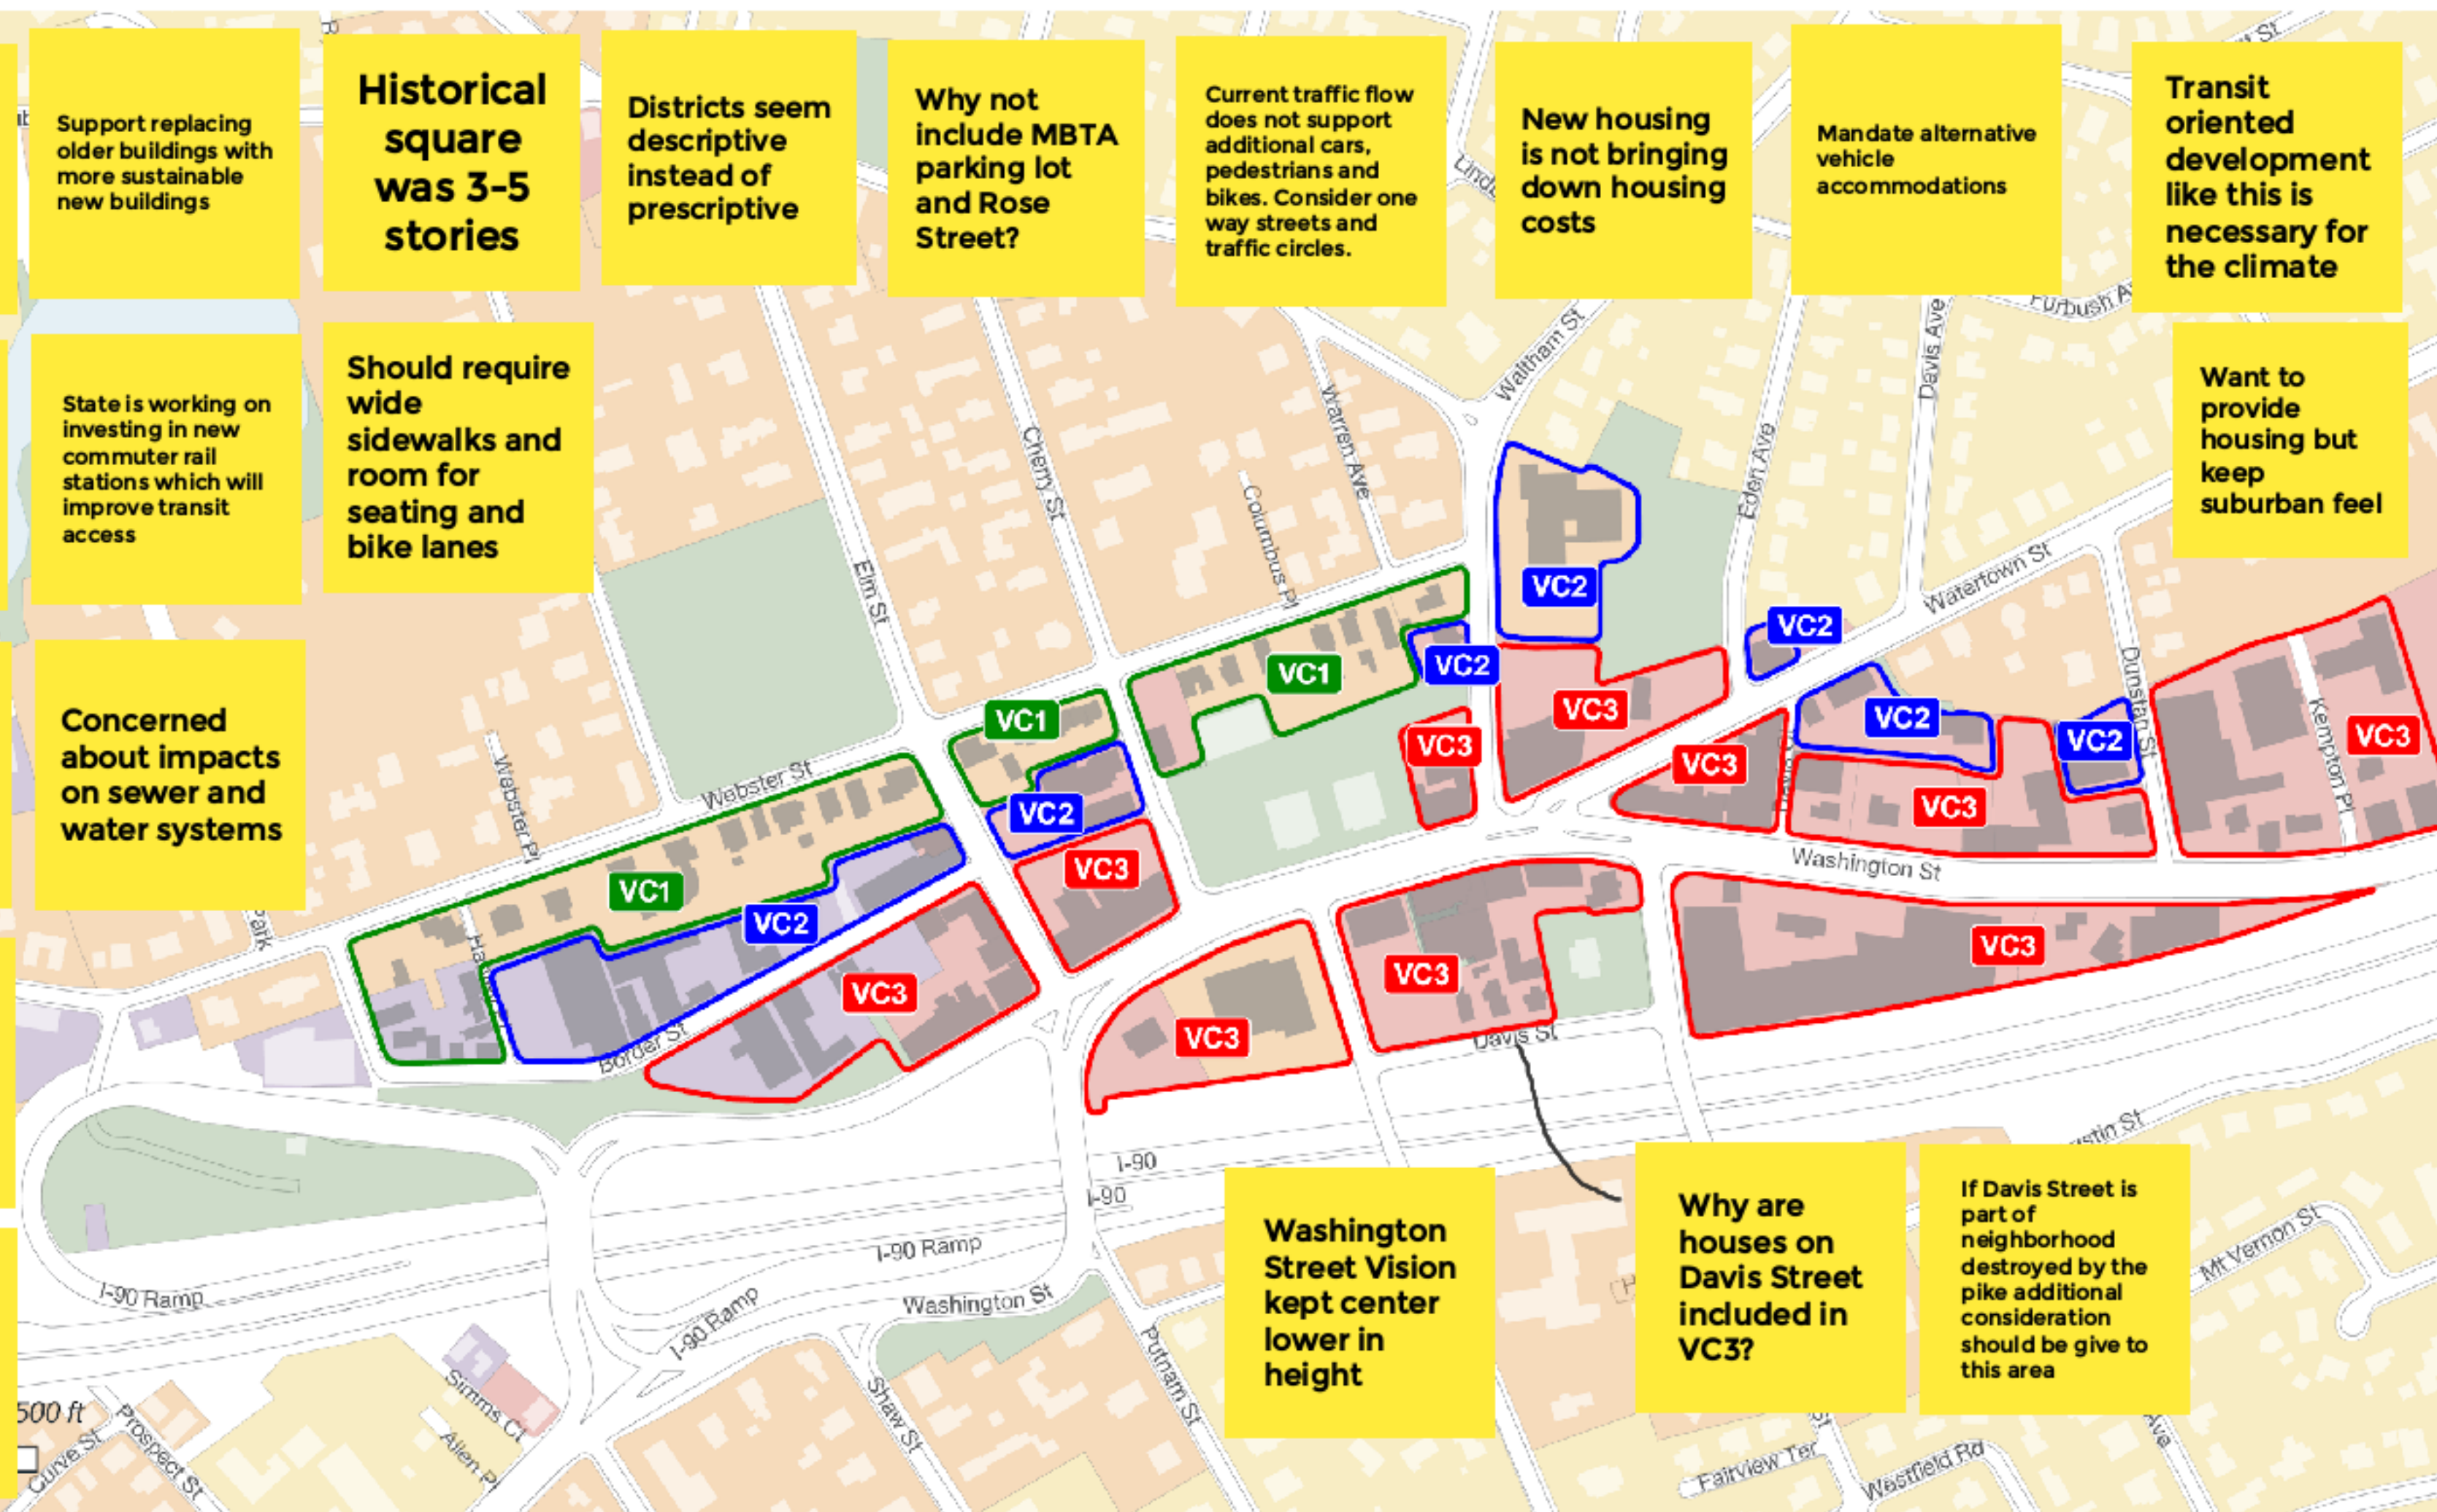 Support replacing
older buildings with
more sustainable
new buildings
Historical
square
was 3-5
stories
Districts seem
descriptive
instead of
prescriptive
Why not
include MBTA
parking lot
and Rose
Street?
Current traffic flow
does not support
additional cars,
pedestrians and
bikes. Consider one
way streets and
traffic circles.
New housing
is not bringing
down housing
costs
Mandate alternative
vehicle
accommodations
Transit
oriented
development
like this is
necessary for
the climate
State is working on
investing in new
commuter rail
stations which will
improve transit
access
Should require
wide
sidewalks and
room for
seating and
bike lanes
Want to
provide
housing but
keep
suburban feel
Concerned
about impacts
on sewer and
water systems
Waltham St
Davis Ave
Warren Ave
Cherry St
Eden Ave
Columbus Pl
Elm St
Watertown St
Dunstan St
Kempton Pl
Webster St
Webster Pl
Washington St
Border St
Davis St
VC2
VC2
VC2
VC1
VC3
VC1
VC2
VC3
VC2
VC3
VC3
VC2
VC3
VC3
VC1
VC2
VC3
VC3
VC3
VC3
I-90
I-90
I-90 Ramp
I-90 Ramp
I-90 Ramp
Washington St
Putnam St
Shaw St
Simms Ct
Allen Pl
Prospect St
Curve St
500 ft
Mt Vernon St
Fairview Ter
Westfield Rd
Washington
Street Vision
kept center
lower in
height
Why are
houses on
Davis Street
included in
VC3?
If Davis Street is
part of
neighborhood
destroyed by the
pike additional
consideration
should be give to
this area